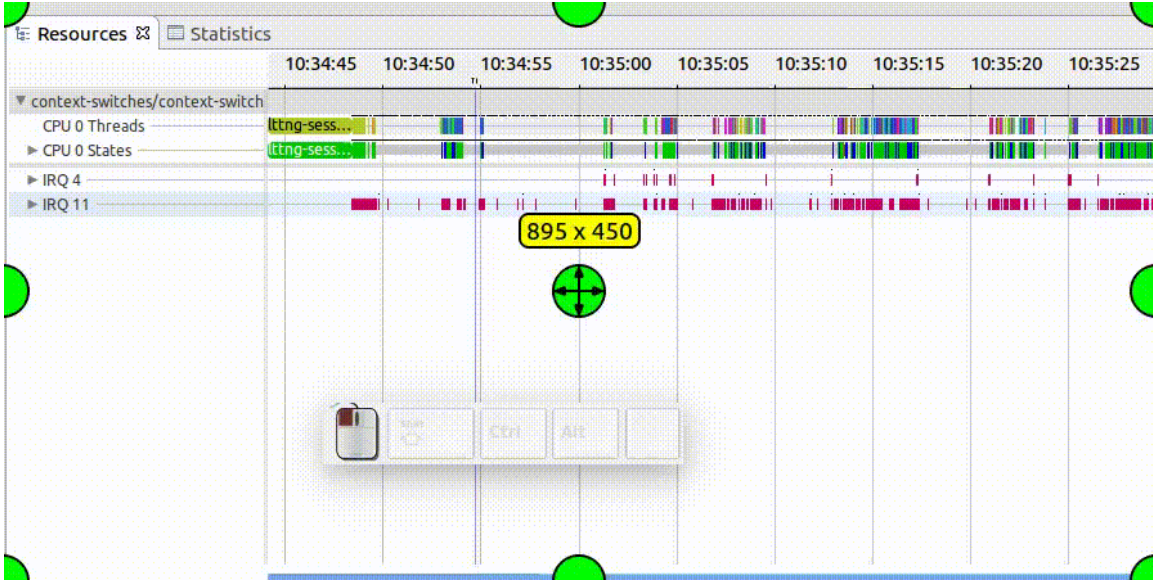 Resources Statistics
10:34:45 10:34:50 10:34:55 10:35:00 10:35:05 10:35:10 10:35:15 10:35:20 10:35:25
context-switches/context-switch
CPU 0 Threads lttng-sess...
CPU 0 States lttng-sess...
IRQ 4
IRQ 11
895 x 450
Ctrl Alt